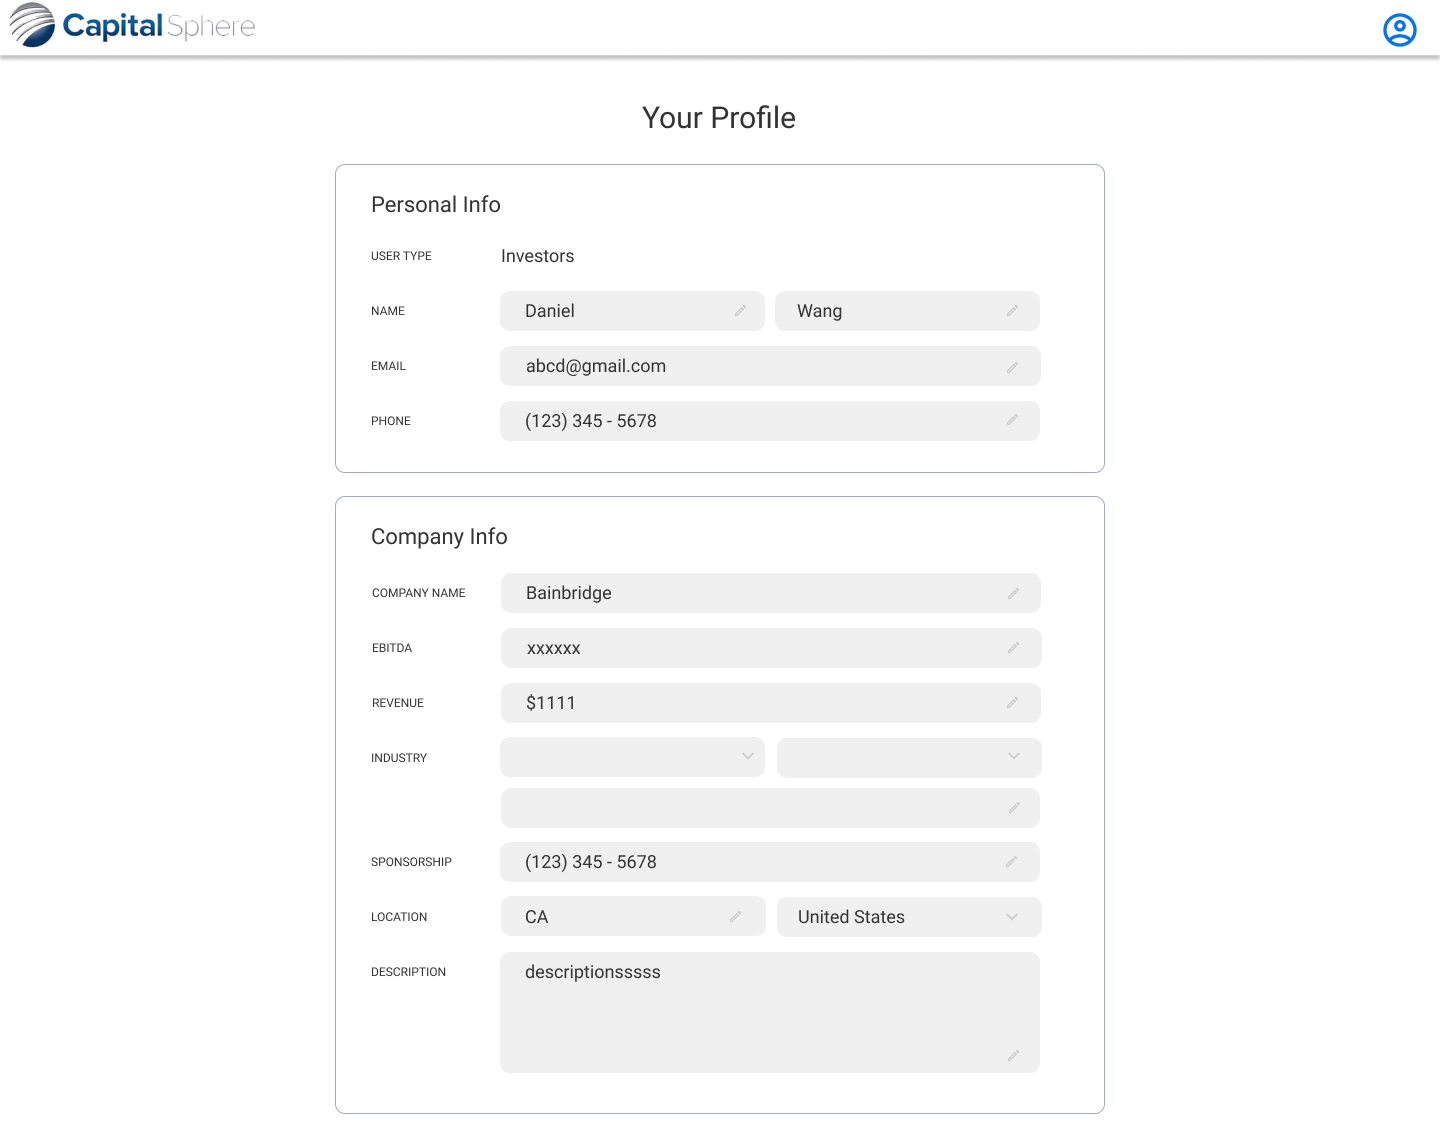 Capital Sphere
Your Profile
Personal Info
USER TYPE Investors
NAME Daniel Wang
EMAIL abcd@gmail.com
PHONE (123) 345 - 5678
Company Info
COMPANY NAME Bainbridge
EBITDA xxxxxx
REVENUE $1111
INDUSTRY
SPONSORSHIP (123) 345 - 5678
LOCATION CA United States
DESCRIPTION descriptionsssss